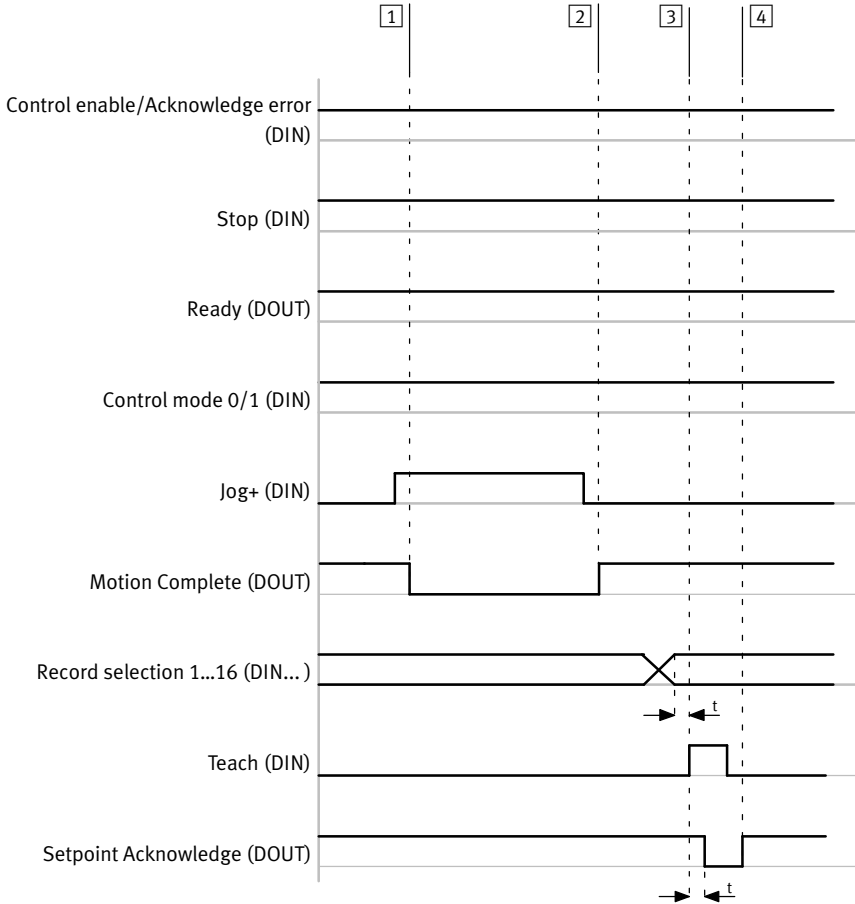 1 2 3 4
Control enable/Acknowledge error
(DIN)
Stop (DIN)
Ready (DOUT)
Control mode 0/1 (DIN)
Jog+ (DIN)
Motion Complete (DOUT)
Record selection 1...16 (DIN... )
t
Teach (DIN)
Setpoint Acknowledge (DOUT)
t